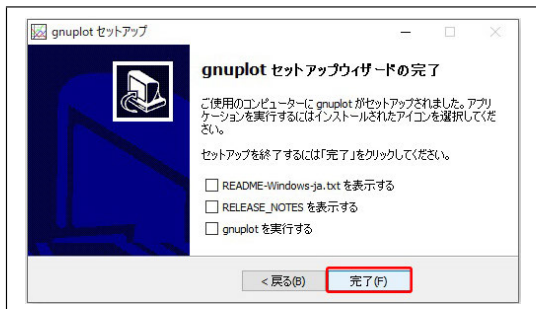 gnuplot セットアップ
gnuplot セットアップウィザードの完了
ご使用のコンピューターに gnuplot がセットアップされました。アプリ
ケーションを実行するにはインストールされたアイコンを選択してくだ
さい。
セットアップを終了するには「完了」をクリックしてください。
README-Windows-ja.txt を表示する
RELEASE_NOTES を表示する
gnuplot を実行する
< 戻る(B)
完了(F)